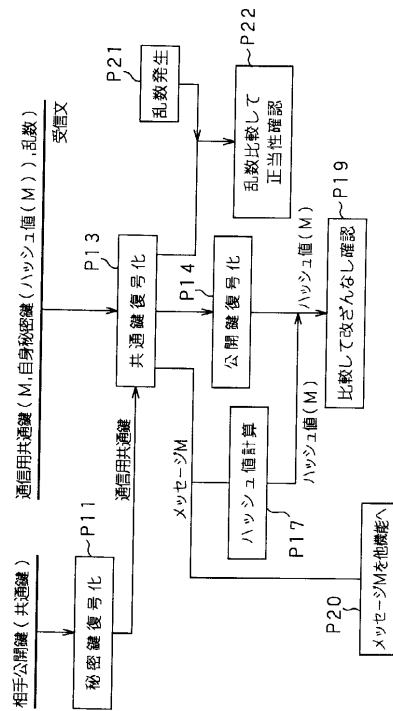 相手公開鍵(共通鍵)
通信用共通鍵(M,自身秘密鍵(ハッシュ値(M)),乱数)
受信文
P11
秘密鍵復号化
通信用共通鍵
P13
共通鍵復号化
P21
乱数発生
メッセージM
P14
公開鍵復号化
P22
乱数比較して
正当性確認
ハッシュ値計算
P17
ハッシュ値(M)
ハッシュ値(M)
P19
比較して改ざんなし確認
P20
メッセージMを他機能へ